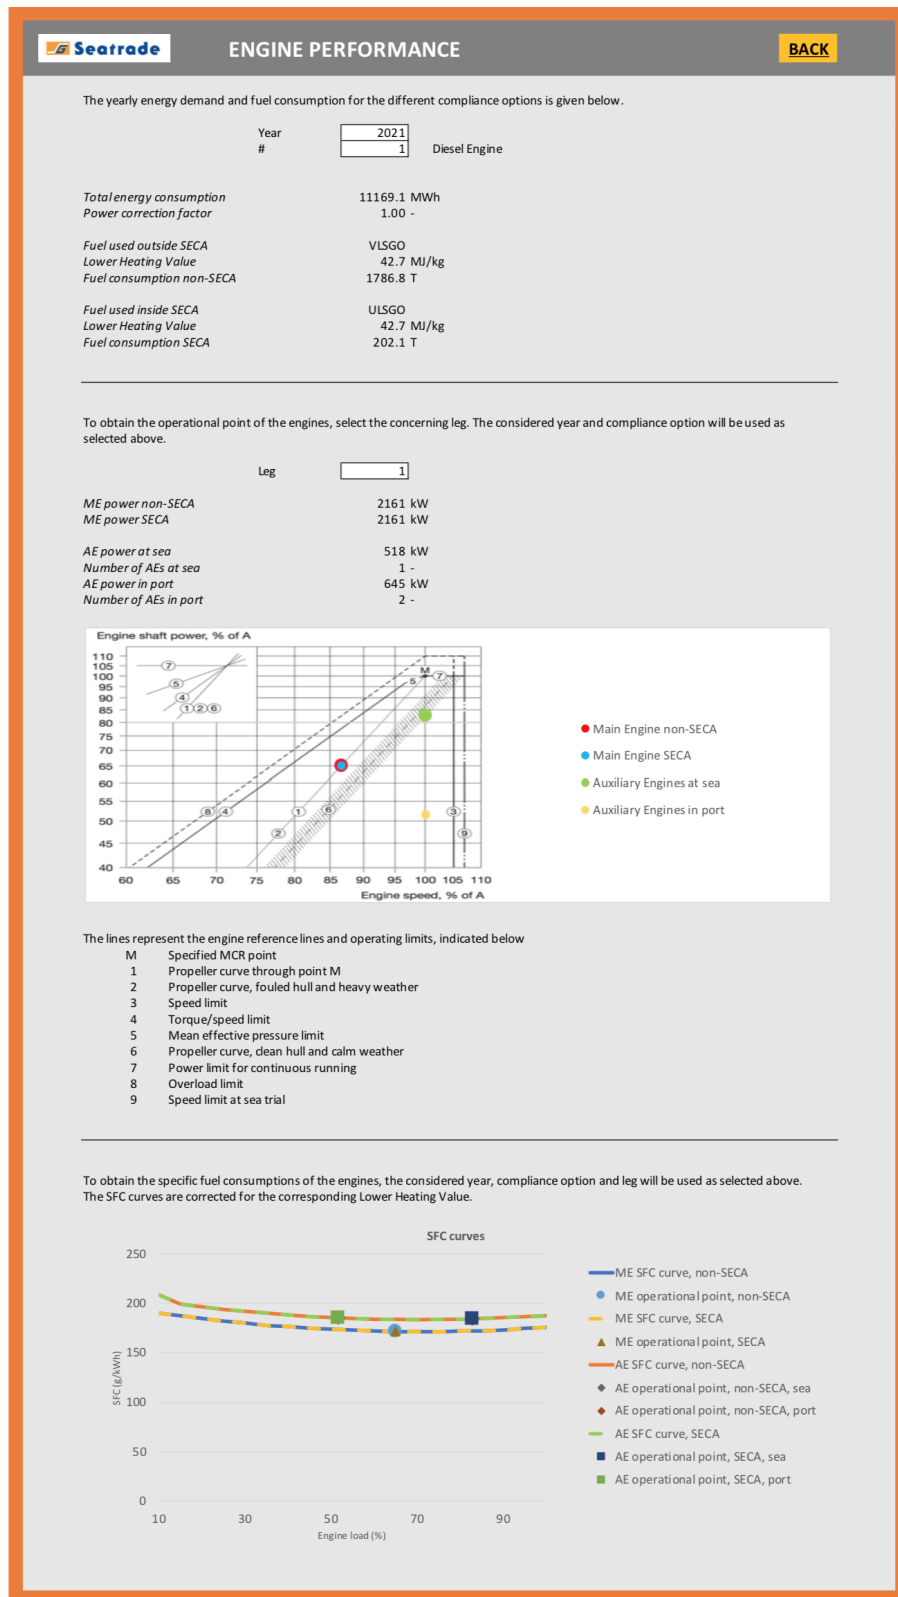 Seatrade
ENGINE PERFORMANCE
BACK
The yearly energy demand and fuel consumption for the different compliance options is given below.
Year 2021
# 1 Diesel Engine
Total energy consumption 11169.1 MWh
Power correction factor 1.00 -
Fuel used outside SECA VLSGO
Lower Heating Value 42.7 MJ/kg
Fuel consumption non-SECA 1786.8 T
Fuel used inside SECA ULSGO
Lower Heating Value 42.7 MJ/kg
Fuel consumption SECA 202.1 T
To obtain the operational point of the engines, select the concerning leg. The considered year and compliance option will be used as
selected above.
Leg 1
ME power non-SECA 2161 kW
ME power SECA 2161 kW
AE power at sea 518 kW
Number of AEs at sea 1 -
AE power in port 645 kW
Number of AEs in port 2 -
Engine shaft power, % of A
110
105
100
95
90
85
80
75
70
65
60
55
50
45
40
7
5
4
1 2 6
M
5 7
8 4 1 6 3
2 9
60 65 70 75 80 85 90 95 100 105 110
Engine speed, % of A
Main Engine non-SECA
Main Engine SECA
Auxiliary Engines at sea
Auxiliary Engines in port
The lines represent the engine reference lines and operating limits, indicated below
M Specified MCR point
1 Propeller curve through point M
2 Propeller curve, fouled hull and heavy weather
3 Speed limit
4 Torque/speed limit
5 Mean effective pressure limit
6 Propeller curve, clean hull and calm weather
7 Power limit for continuous running
8 Overload limit
9 Speed limit at sea trial
To obtain the specific fuel consumptions of the engines, the considered year, compliance option and leg will be used as selected above.
The SFC curves are corrected for the corresponding Lower Heating Value.
SFC curves
250
200
150
100
50
0
SFC (g/kWh)
10 30 50 70 90
Engine load (%)
ME SFC curve, non-SECA
ME operational point, non-SECA
ME SFC curve, SECA
ME operational point, SECA
AE SFC curve, non-SECA
AE operational point, non-SECA, sea
AE operational point, non-SECA, port
AE SFC curve, SECA
AE operational point, SECA, sea
AE operational point, SECA, port